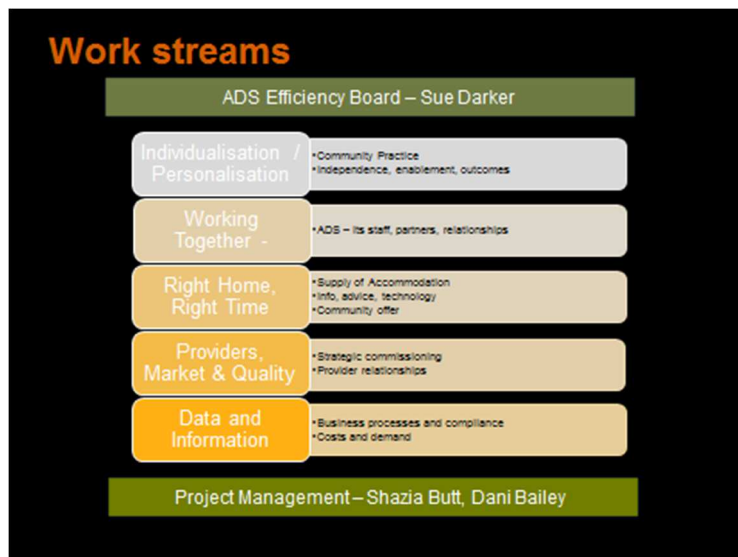 Work streams
ADS Efficiency Board – Sue Darker
Individualisation /
Personalisation
•Community Practice
•Independence, enablement, outcomes
Working
Together -
•ADS – its staff, partners, relationships
Right Home,
Right Time
•Supply of Accommodation
•Info, advice, technology
•Community offer
Providers,
Market & Quality
•Strategic commissioning
•Provider relationships
Data and
Information
•Business processes and compliance
•Costs and demand
Project Management – Shazia Butt, Dani Bailey